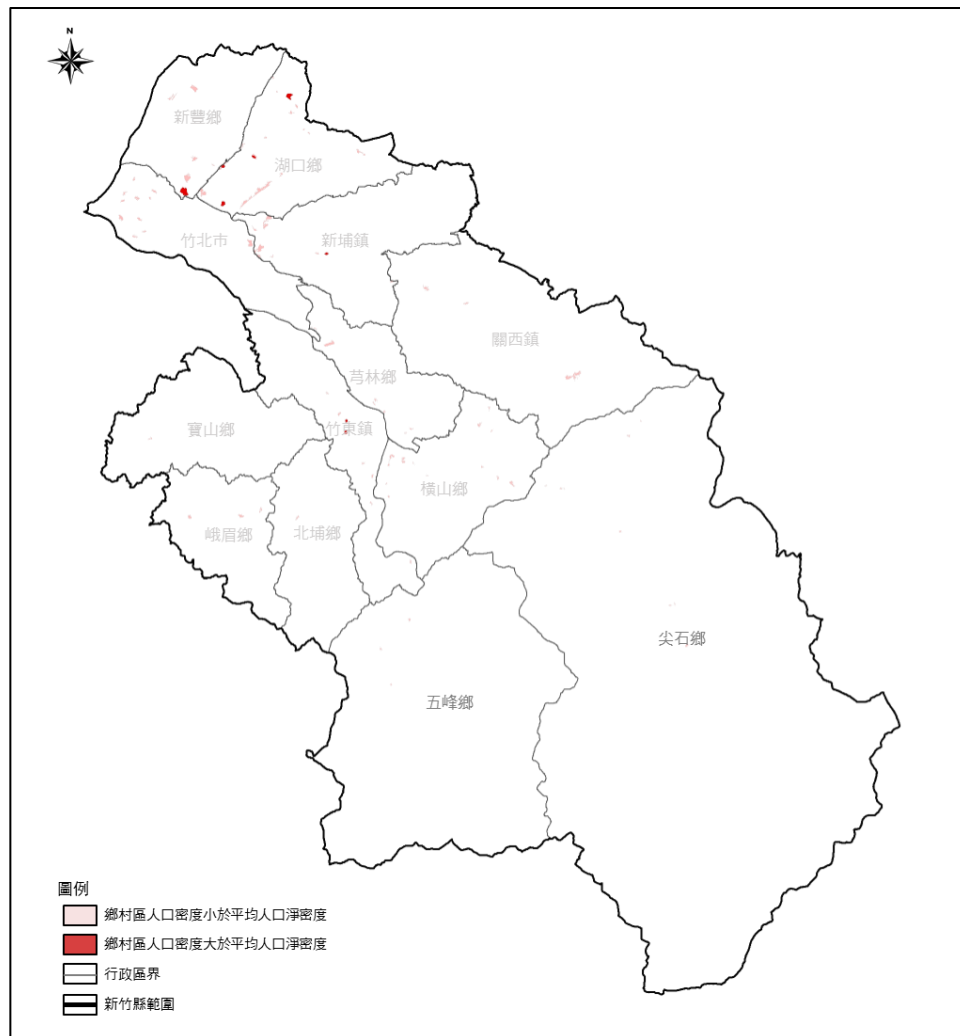 N
新豐鄉
湖口鄉
竹北市
新埔鎮
關西鎮
芎林鄉
寶山鄉
竹東鎮
橫山鄉
峨眉鄉
北埔鄉
尖石鄉
五峰鄉
圖例
鄉村區人口密度小於平均人口淨密度
鄉村區人口密度大於平均人口淨密度
行政區界
新竹縣範圍